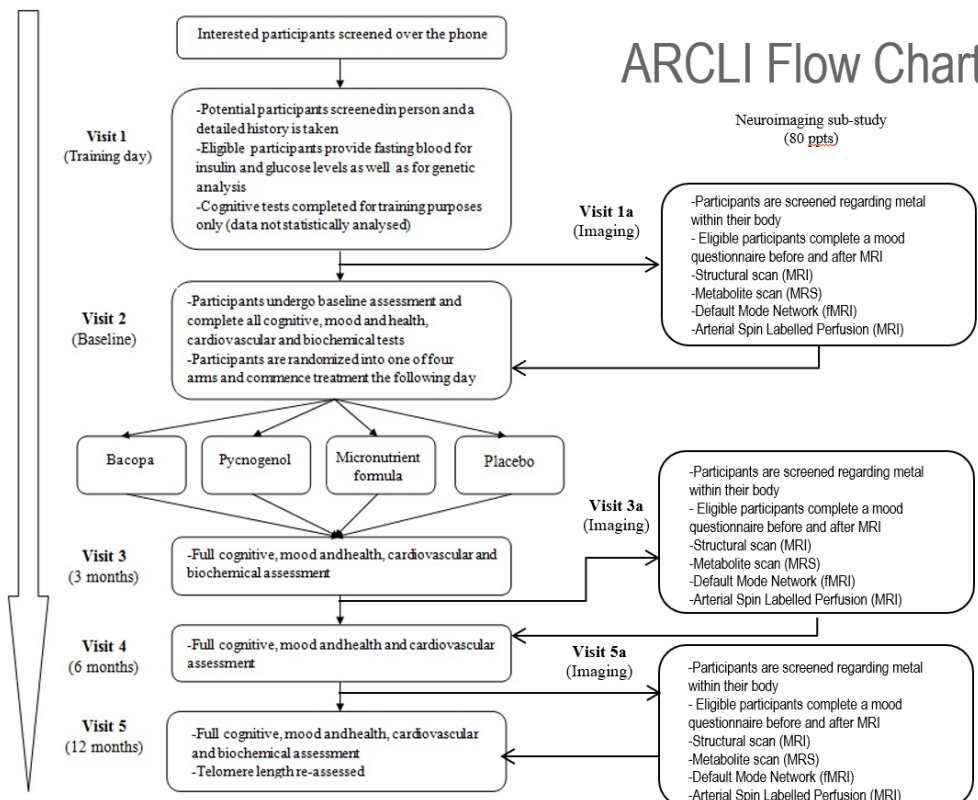 ARCLI Flow Chart
Interested participants screened over the phone
Visit 1
(Training day)
-Potential participants screened in person and a
detailed history is taken
-Eligible participants provide fasting blood for
insulin and glucose levels as well as for genetic
analysis
-Cognitive tests completed for training purposes
only (data not statistically analysed)
Neuroimaging sub-study
(80 ppts)
Visit 1a
(Imaging)
-Participants are screened regarding metal
within their body
- Eligible participants complete a mood
questionnaire before and after MRI
-Structural scan (MRI)
-Metabolite scan (MRS)
-Default Mode Network (fMRI)
-Arterial Spin Labelled Perfusion (MRI)
Visit 2
(Baseline)
-Participants undergo baseline assessment and
complete all cognitive, mood and health,
cardiovascular and biochemical tests
-Participants are randomized into one of four
arms and commence treatment the following day
Bacopa
Pycnogenol
Micronutrient
formula
Placebo
Visit 3
(3 months)
-Full cognitive, mood and health, cardiovascular and
biochemical assessment
Visit 3a
(Imaging)
-Participants are screened regarding metal
within their body
- Eligible participants complete a mood
questionnaire before and after MRI
-Structural scan (MRI)
-Metabolite scan (MRS)
-Default Mode Network (fMRI)
-Arterial Spin Labelled Perfusion (MRI)
Visit 4
(6 months)
-Full cognitive, mood and health and cardiovascular
assessment
Visit 5a
(Imaging)
-Participants are screened regarding metal
within their body
- Eligible participants complete a mood
questionnaire before and after MRI
-Structural scan (MRI)
-Metabolite scan (MRS)
-Default Mode Network (fMRI)
-Arterial Spin Labelled Perfusion (MRI)
Visit 5
(12 months)
-Full cognitive, mood and health, cardiovascular
and biochemical assessment
-Telomere length re-assessed